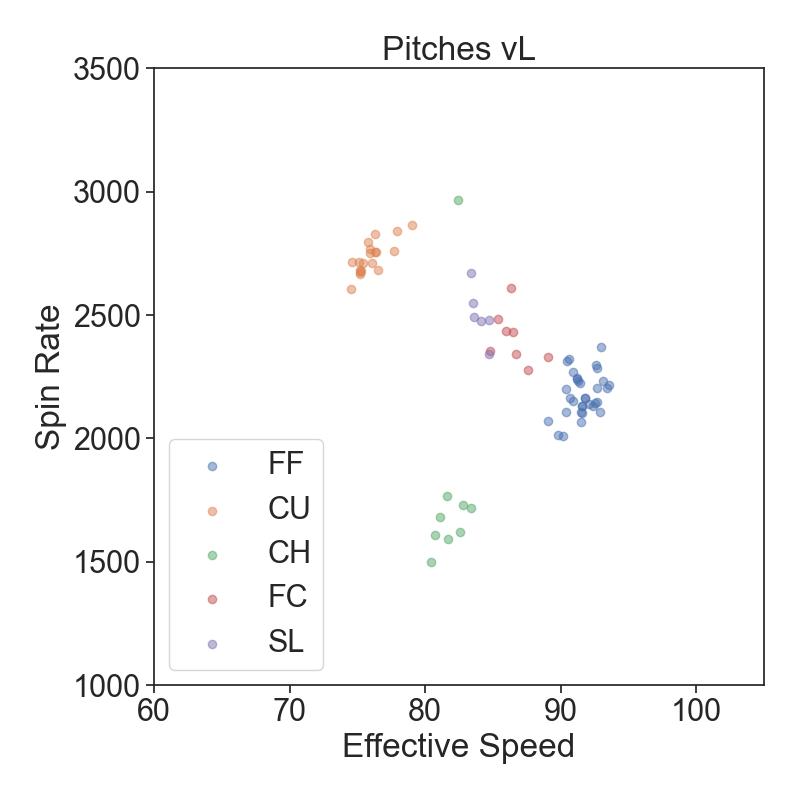 Pitches vL
3500
3000
2500
2000
1500
1000
Spin Rate
FF
CU
CH
FC
SL
60 70 80 90 100
Effective Speed